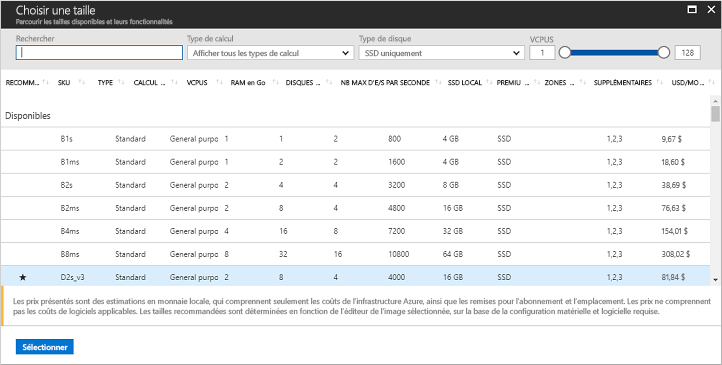 Choisir une taille
Parcourir les tailles disponibles et leurs fonctionnalités
Rechercher Type de calcul Type de disque VCPUS
Afficher tous les types de calcul SSD uniquement 1 128
RECOMM... SKU TYPE CALCUL ... VCPUS RAM en Go DISQUES ... NB MAX D'E/S PAR SECONDE SSD LOCAL PREMIU ... ZONES ... SUPPLÉMENTAIRES USD/MO...
Disponibles
B1s Standard General purpo 1 1 2 800 4 GB SSD 1,2,3 9,67 $
B1ms Standard General purpo 1 2 2 1600 4 GB SSD 1,2,3 18,60 $
B2s Standard General purpo 2 4 4 3200 8 GB SSD 1,2,3 38,69 $
B2ms Standard General purpo 2 8 4 4800 16 GB SSD 1,2,3 76,63 $
B4ms Standard General purpo 4 16 8 7200 32 GB SSD 1,2,3 154,01 $
B8ms Standard General purpo 8 32 16 10800 64 GB SSD 1,2,3 308,02 $
★ D2s_v3 Standard General purpo 2 8 4 4000 16 GB SSD 1,2,3 81,84 $
Les prix présentés sont des estimations en monnaie locale, qui comprennent seulement les coûts de l'infrastructure Azure, ainsi que les remises pour l'abonnement et l'emplacement. Les prix ne comprennent
pas les coûts de logiciels applicables. Les tailles recommandées sont déterminées en fonction de l'éditeur de l'image sélectionnée, sur la base de la configuration matérielle et logicielle requise.
Sélectionner